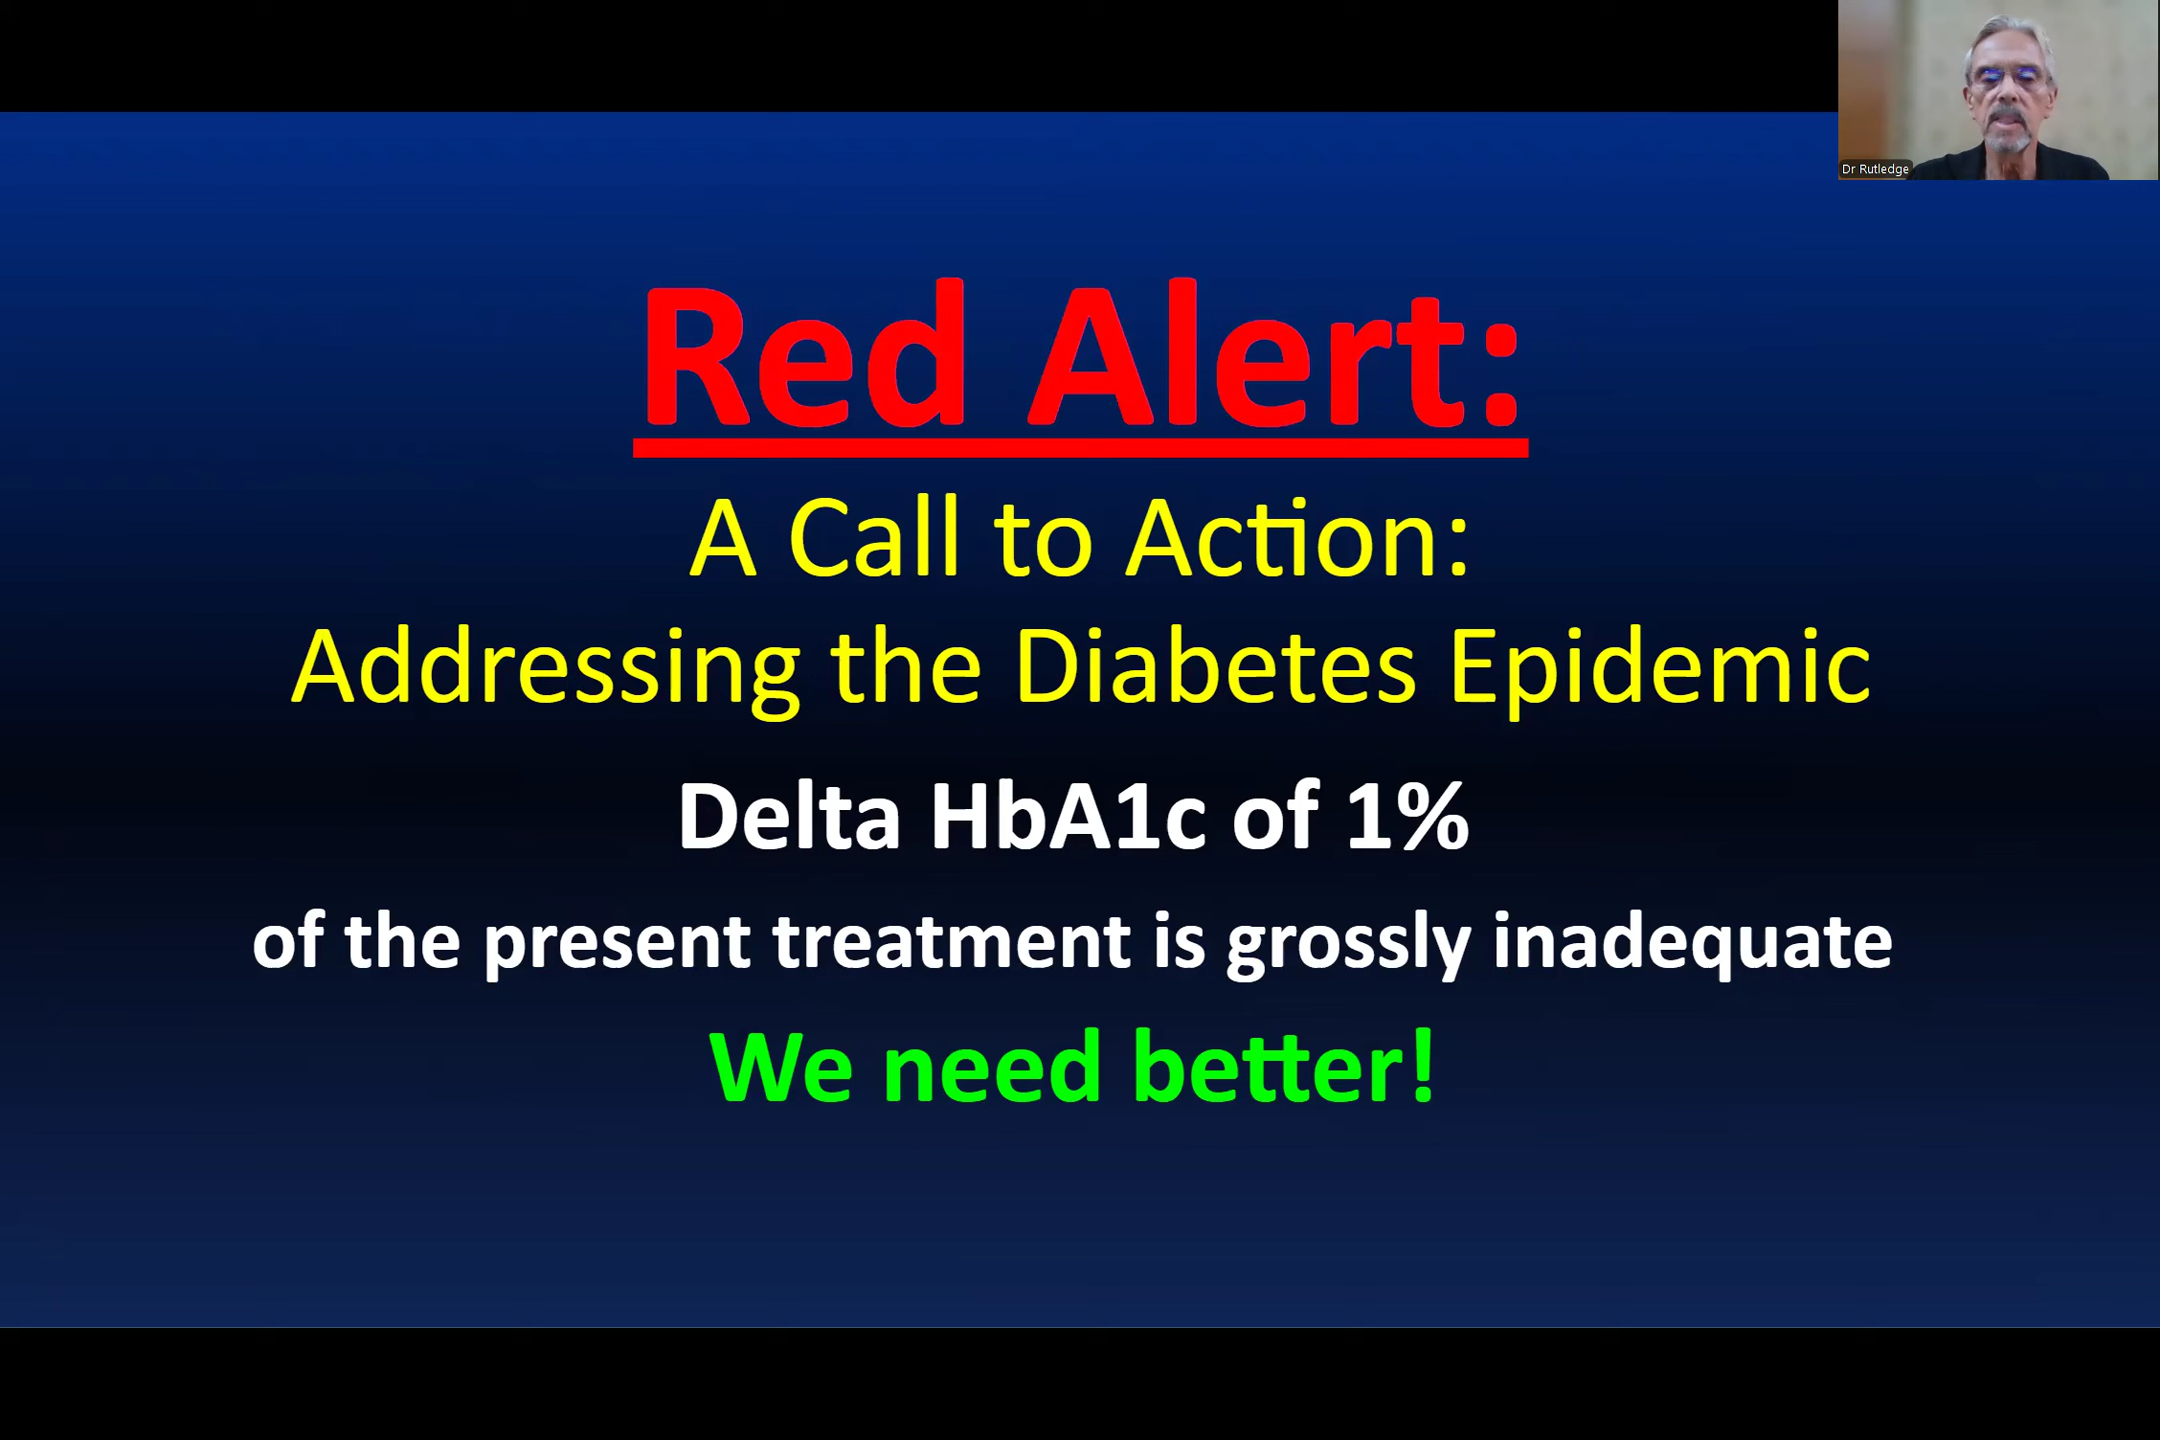 Dr Rutledge
Red Alert:
A Call to Action:
Addressing the Diabetes Epidemic
Delta HbA1c of 1%
of the present treatment is grossly inadequate
We need better!